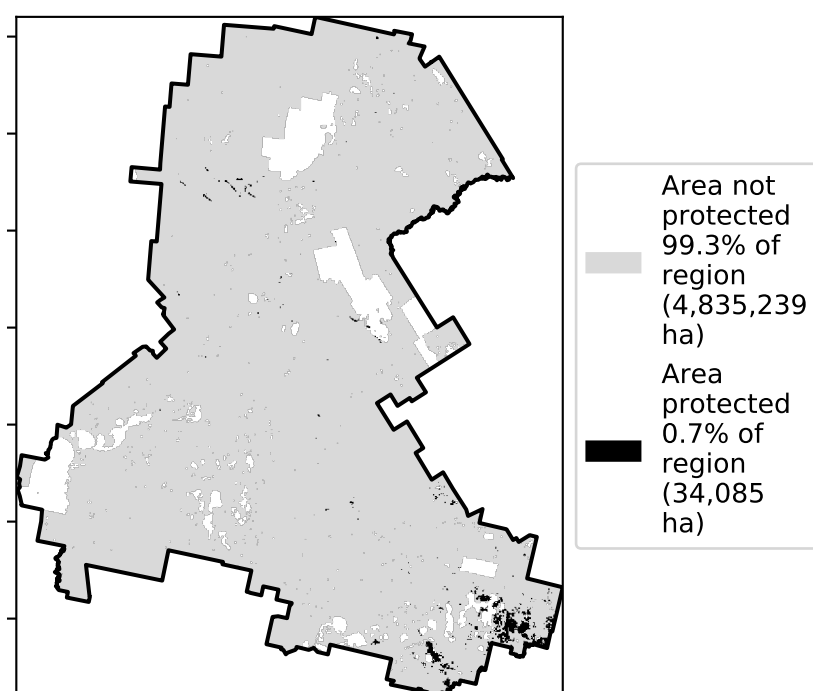 Area not
protected
99.3% of
region
(4,835,239
ha)
Area
protected
0.7% of
region
(34,085
ha)